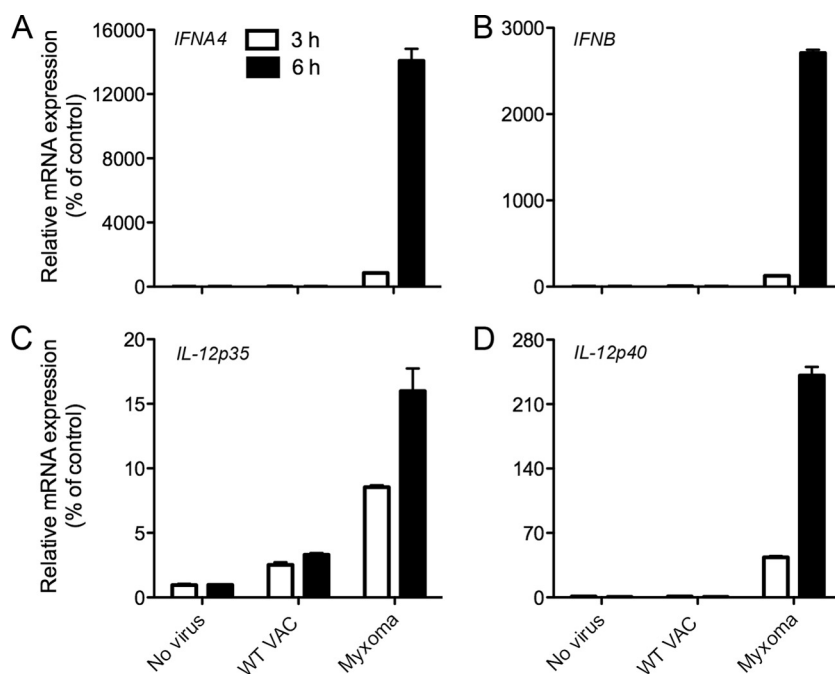 A
IFNA4
3 h
6 h
Relative mRNA expression
(% of control)
16000
14000
12000
8000
4000
0
B
IFNB
3000
2000
1000
0
C
IL-12p35
Relative mRNA expression
(% of control)
20
15
10
5
0
No virus
WT VAC
Myxoma
D
IL-12p40
280
210
140
70
0
No virus
WT VAC
Myxoma